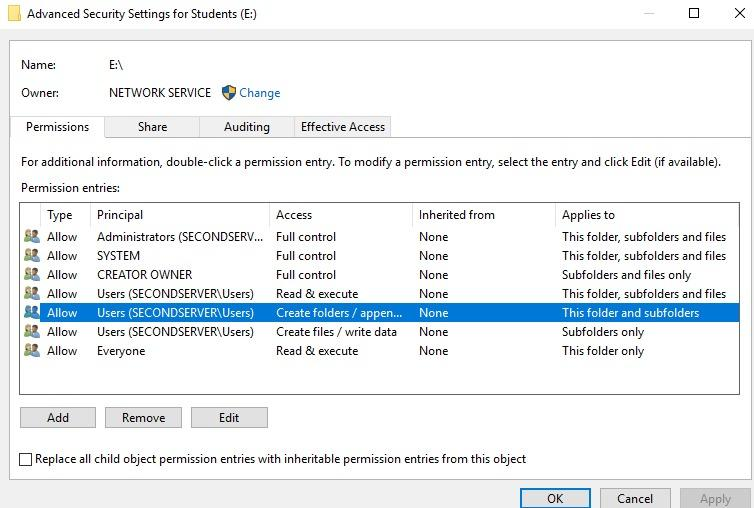 Advanced Security Settings for Students (E:)
Name: E:\
Owner: NETWORK SERVICE Change
Permissions Share Auditing Effective Access
For additional information, double-click a permission entry. To modify a permission entry, select the entry and click Edit (if available).
Permission entries:
Type Principal Access Inherited from Applies to
Allow Administrators (SECONDSERV... Full control None This folder, subfolders and files
Allow SYSTEM Full control None This folder, subfolders and files
Allow CREATOR OWNER Full control None Subfolders and files only
Allow Users (SECONDSERVER\Users) Read & execute None This folder, subfolders and files
Allow Users (SECONDSERVER\Users) Create folders / appen... None This folder and subfolders
Allow Users (SECONDSERVER\Users) Create files / write data None Subfolders only
Allow Everyone Read & execute None This folder only
Add Remove Edit
Replace all child object permission entries with inheritable permission entries from this object
OK Cancel Apply